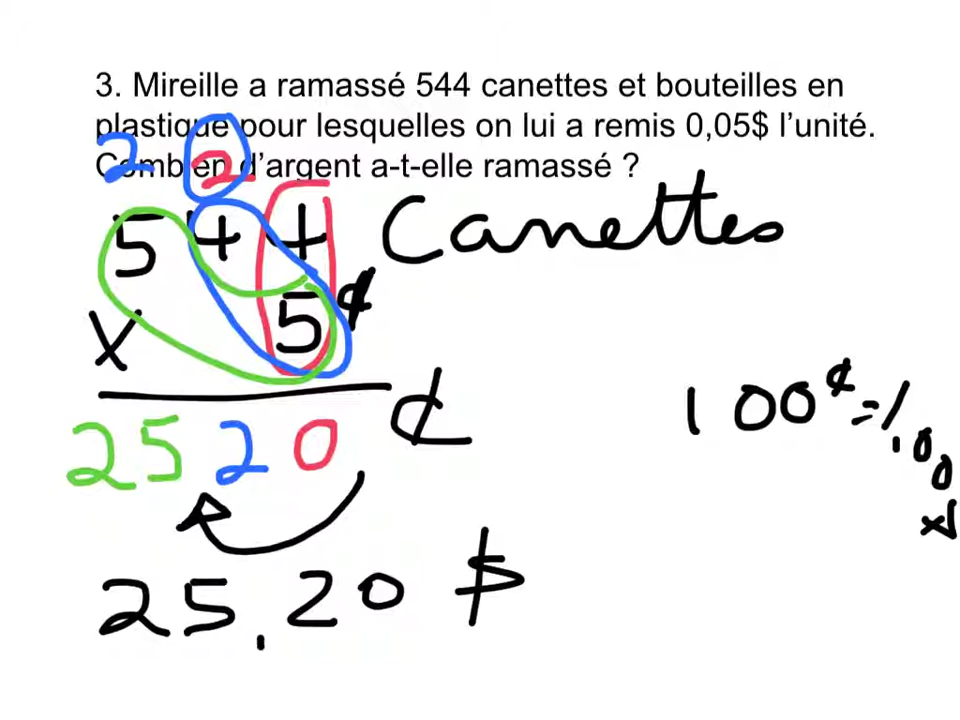 3. Mireille a ramassé 544 canettes et bouteilles en
plastique pour lesquelles on lui a remis 0,05$ l’unité.
Combien d’argent a-t-elle ramassé ?
2 2
544 Canettes
x 5¢
2520 ¢
100¢=1,00
25,20 $